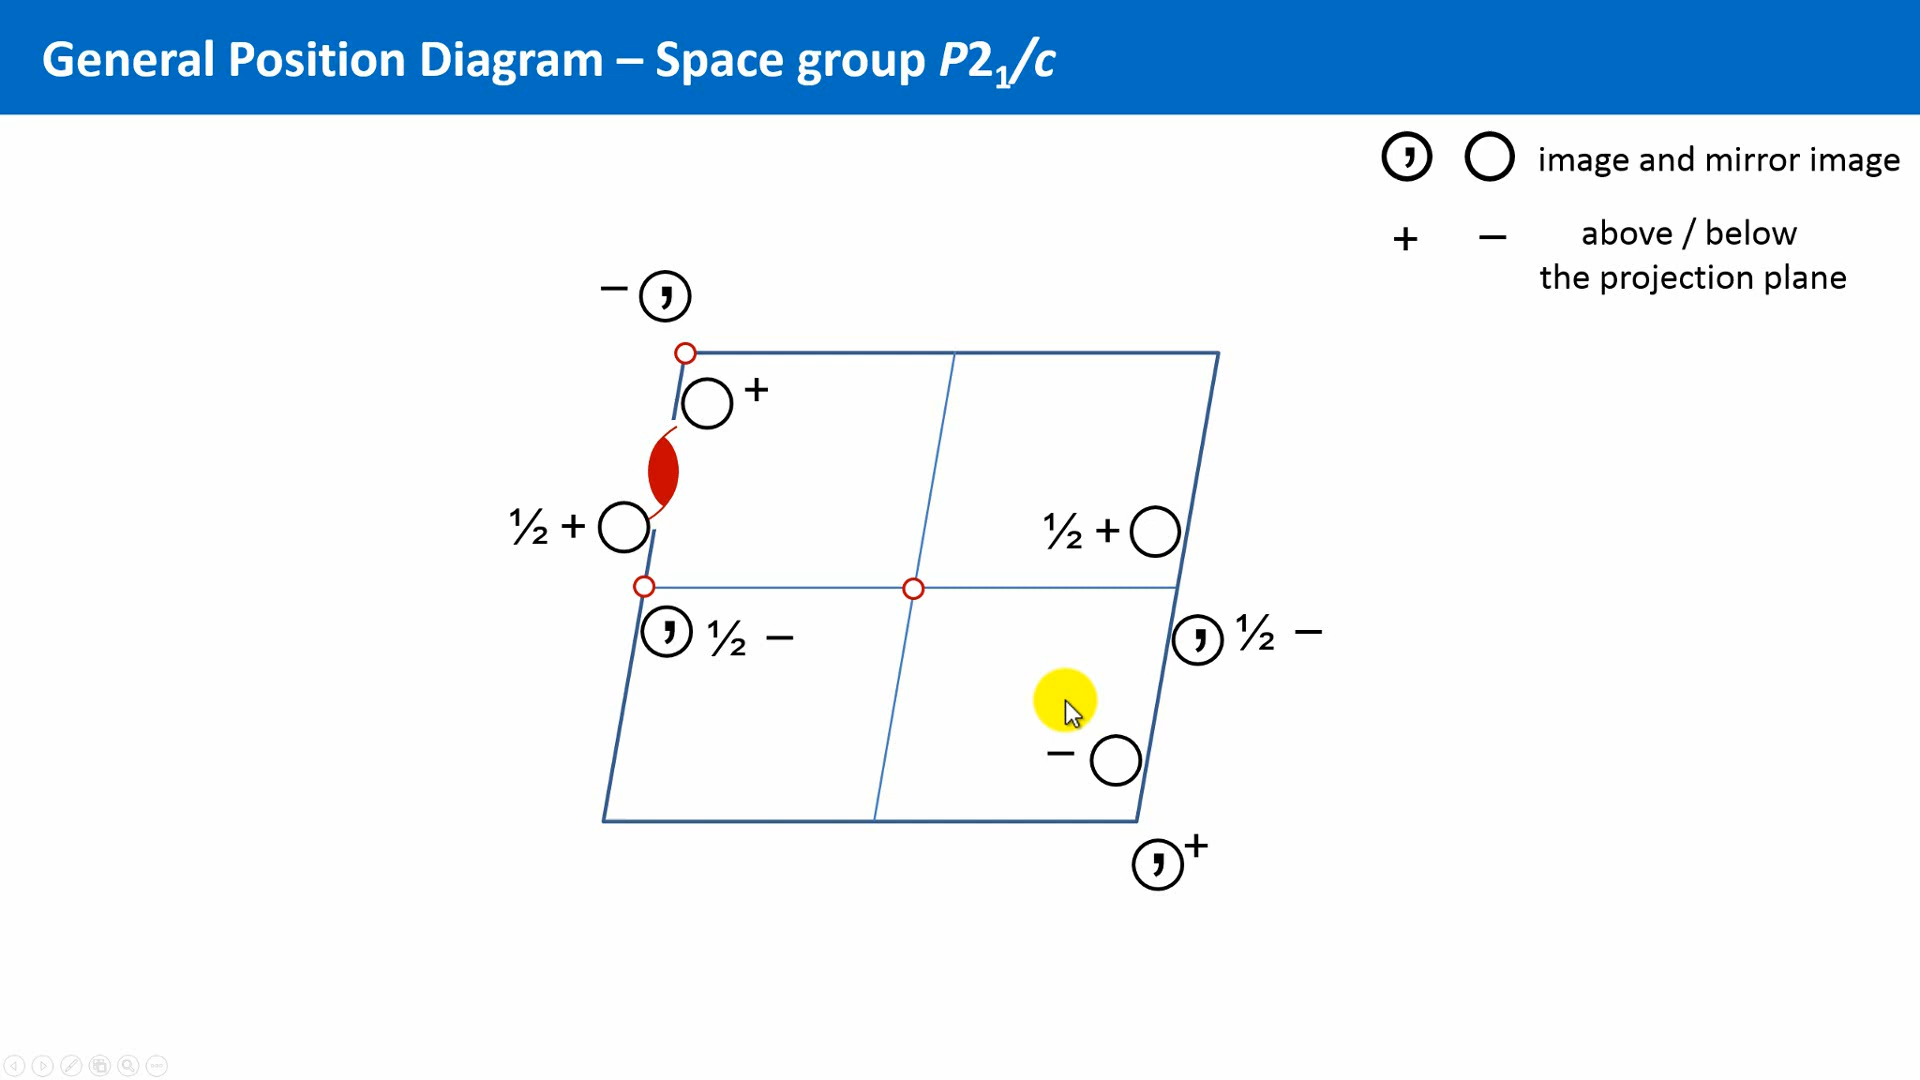 General Position Diagram – Space group P2₁/c
, image and mirror image
+ − above / below
the projection plane
− ,
+
½ + ½ +
, ½ − , ½ −
−
, +